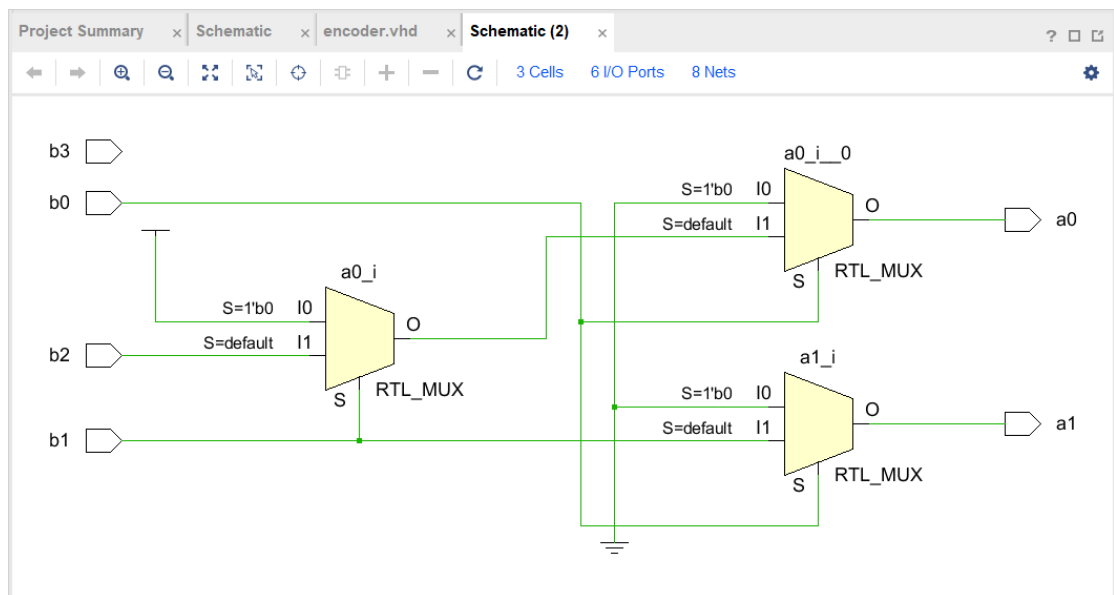 Project Summary × Schematic × encoder.vhd × Schematic (2) ×
? 
3 Cells 6 I/O Ports 8 Nets
b3
b0
a0_i__0
S=1'b0 I0
S=default I1
O
S
RTL_MUX
a0
a0_i
S=1'b0 I0
S=default I1
O
S
RTL_MUX
b2
b1
a1_i
S=1'b0 I0
S=default I1
O
S
RTL_MUX
a1